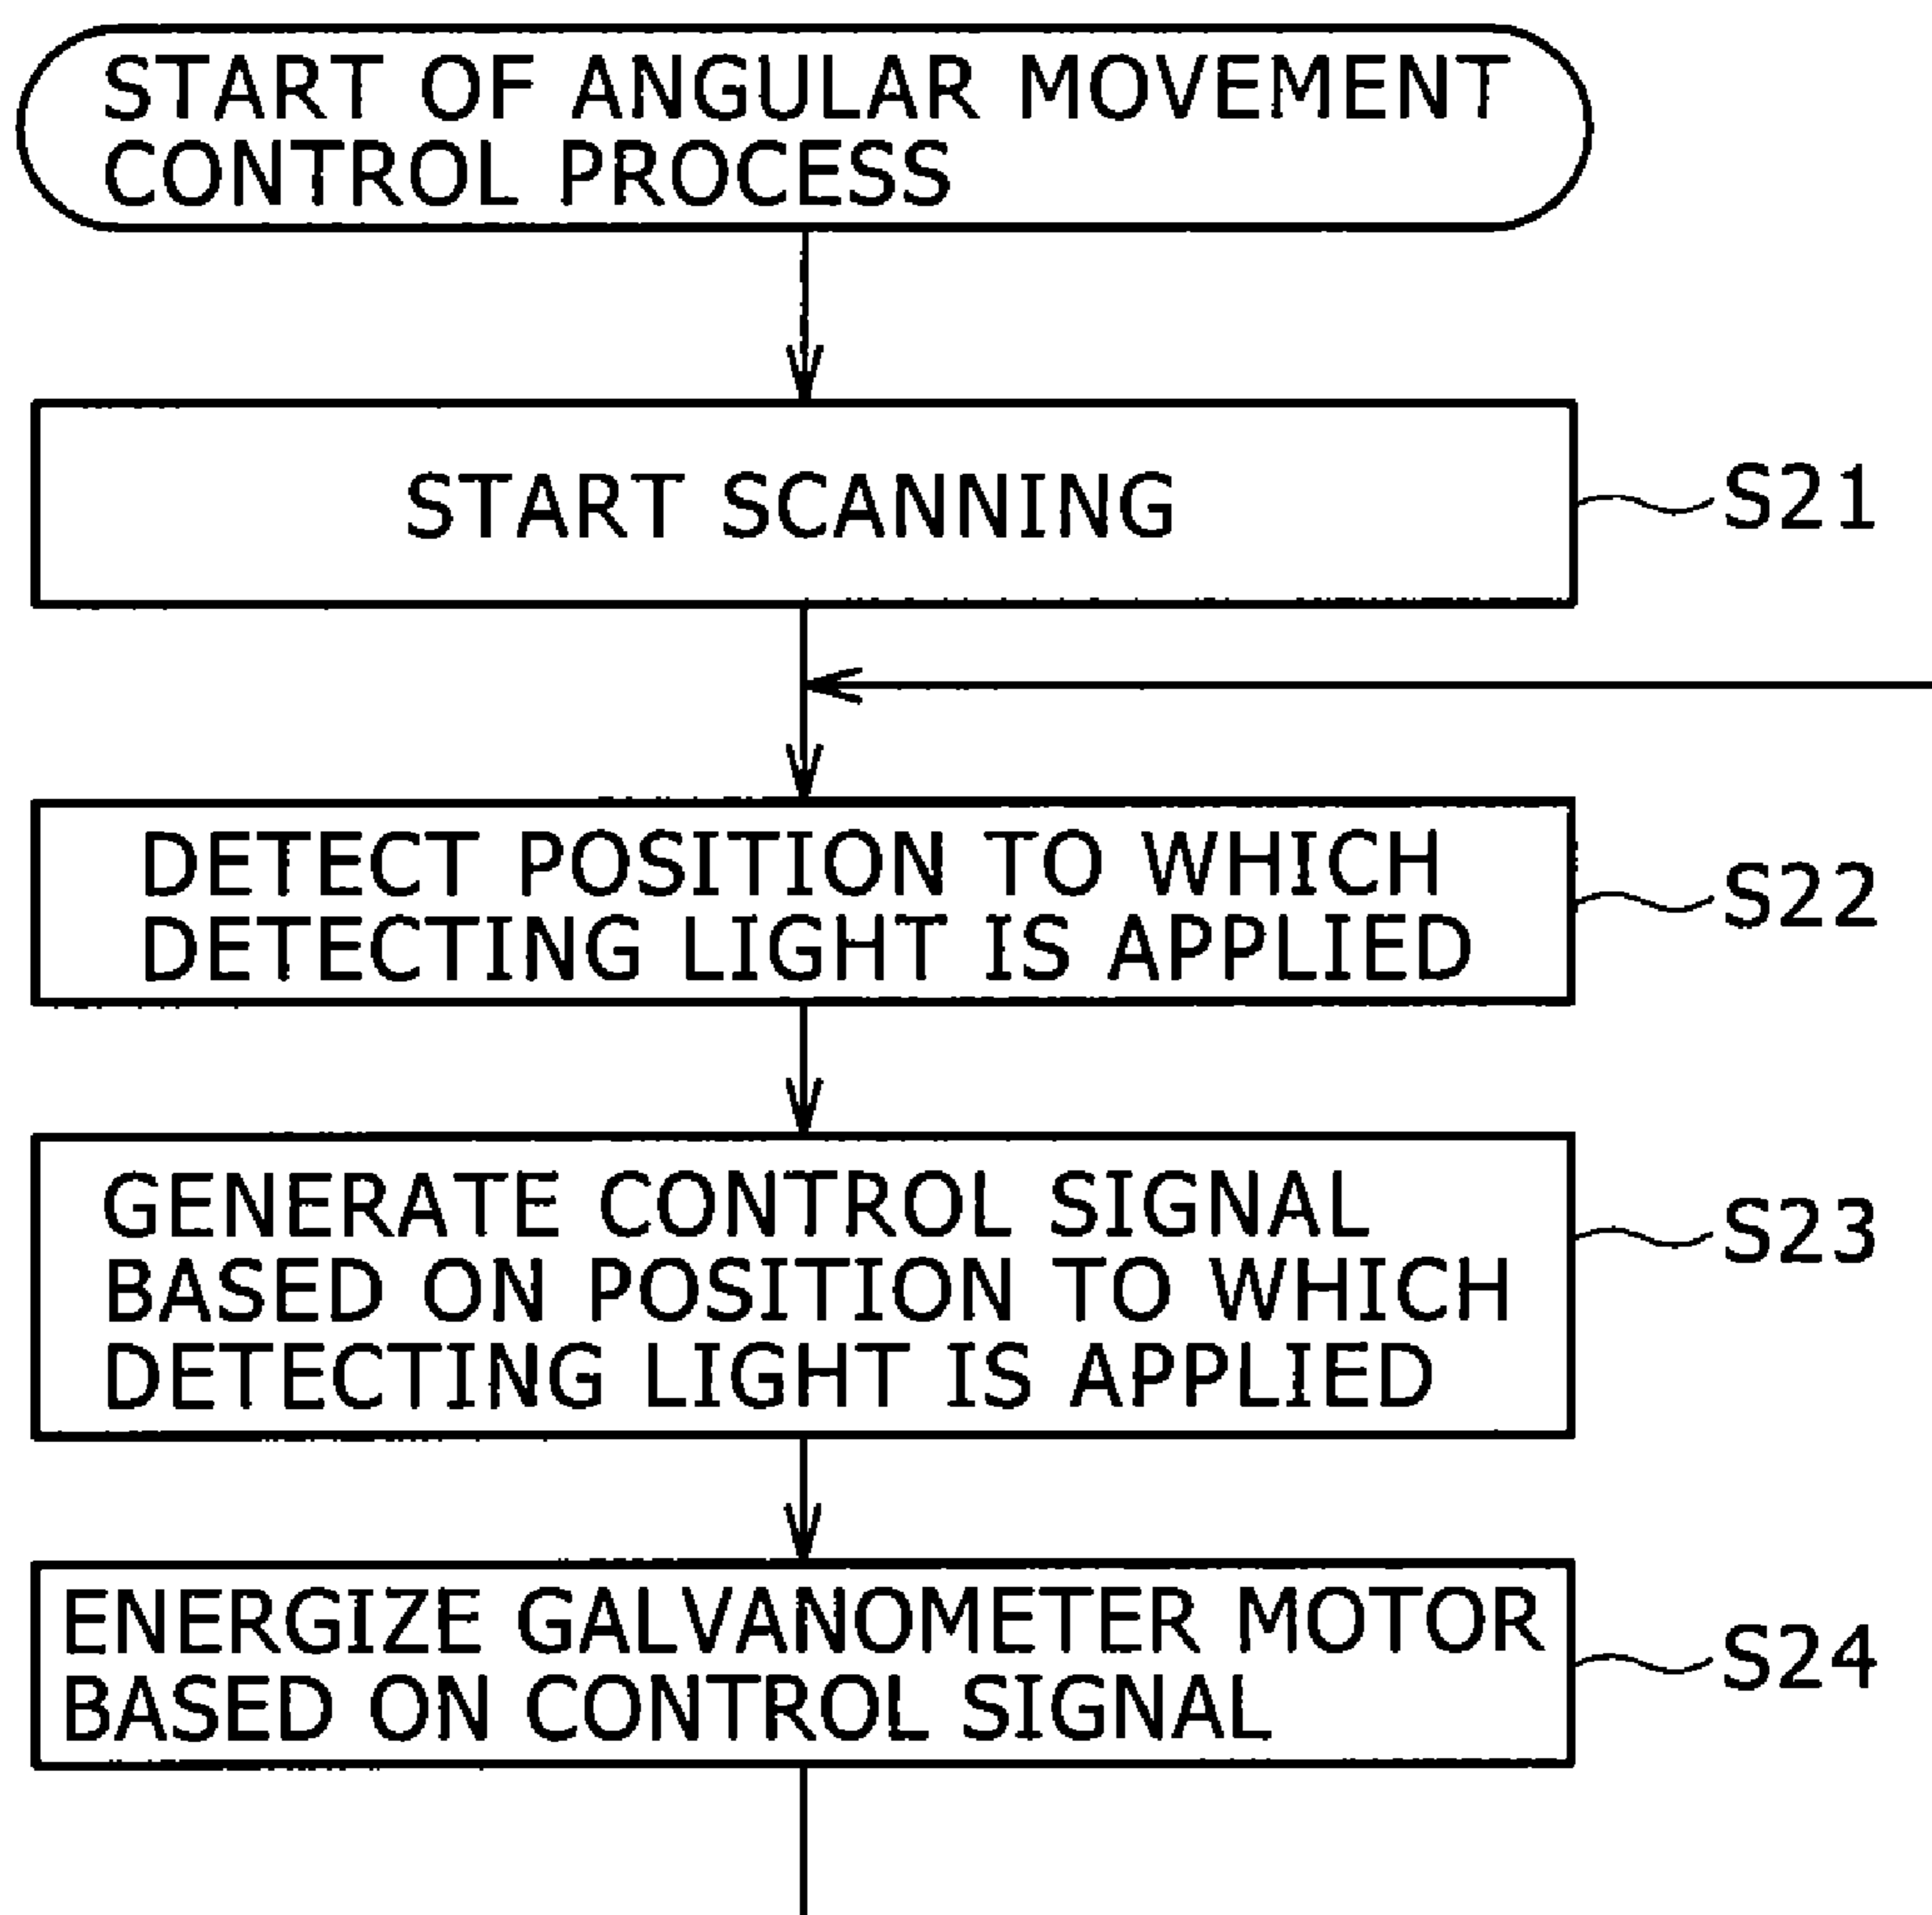 START OF ANGULAR MOVEMENT
CONTROL PROCESS
START SCANNING
S21
DETECT POSITION TO WHICH
DETECTING LIGHT IS APPLIED
S22
GENERATE CONTROL SIGNAL
BASED ON POSITION TO WHICH
DETECTING LIGHT IS APPLIED
S23
ENERGIZE GALVANOMETER MOTOR
BASED ON CONTROL SIGNAL
S24